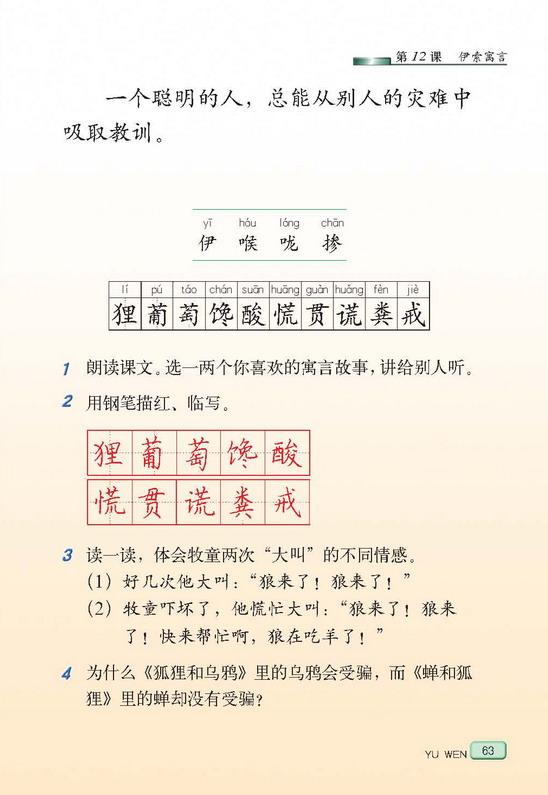 第12课 伊索寓言
一个聪明的人，总能从别人的灾难中
吸取教训。
yī hóu lóng chān
伊 喉 咙 掺
lí pú táo chán suān huāng guàn huǎng fèn jiè
狸 葡 萄 馋 酸 慌 贯 谎 粪 戒
1 朗读课文。选一两个你喜欢的寓言故事，讲给别人听。
2 用钢笔描红、临写。
狸 葡 萄 馋 酸
慌 贯 谎 粪 戒
3 读一读，体会牧童两次“大叫”的不同情感。
（1）好几次他大叫：“狼来了！狼来了！”
（2）牧童吓坏了，他慌忙大叫：“狼来了！狼来
了！快来帮忙啊，狼在吃羊了！”
4 为什么《狐狸和乌鸦》里的乌鸦会受骗，而《蝉和狐
狸》里的蝉却没有受骗？
YU WEN 63